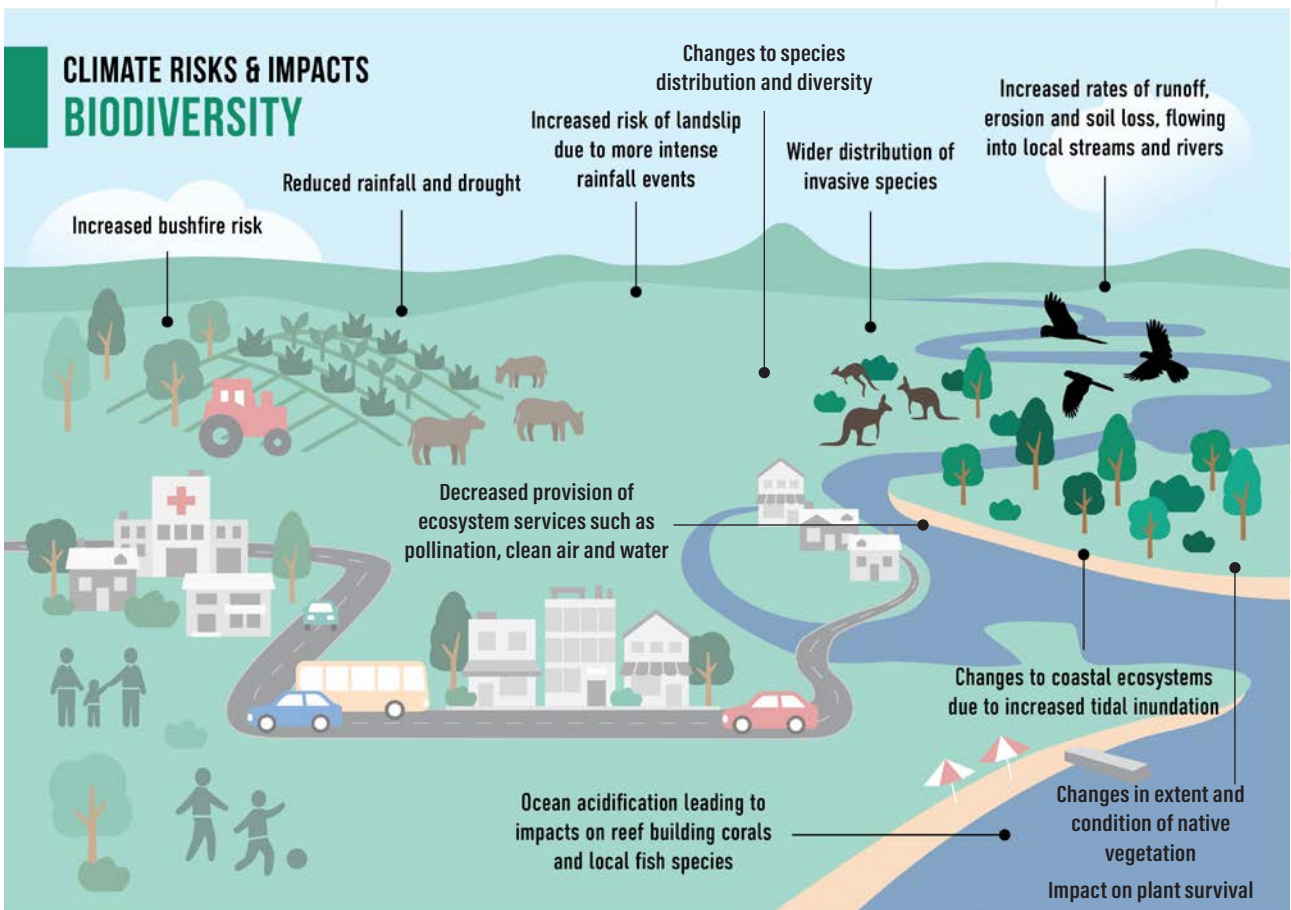 CLIMATE RISKS & IMPACTS
BIODIVERSITY
Increased bushfire risk
Reduced rainfall and drought
Increased risk of landslip
due to more intense
rainfall events
Changes to species
distribution and diversity
Wider distribution of
invasive species
Increased rates of runoff,
erosion and soil loss, flowing
into local streams and rivers
Decreased provision of
ecosystem services such as
pollination, clean air and water
Changes to coastal ecosystems
due to increased tidal inundation
Ocean acidification leading to
impacts on reef building corals
and local fish species
Changes in extent and
condition of native
vegetation
Impact on plant survival